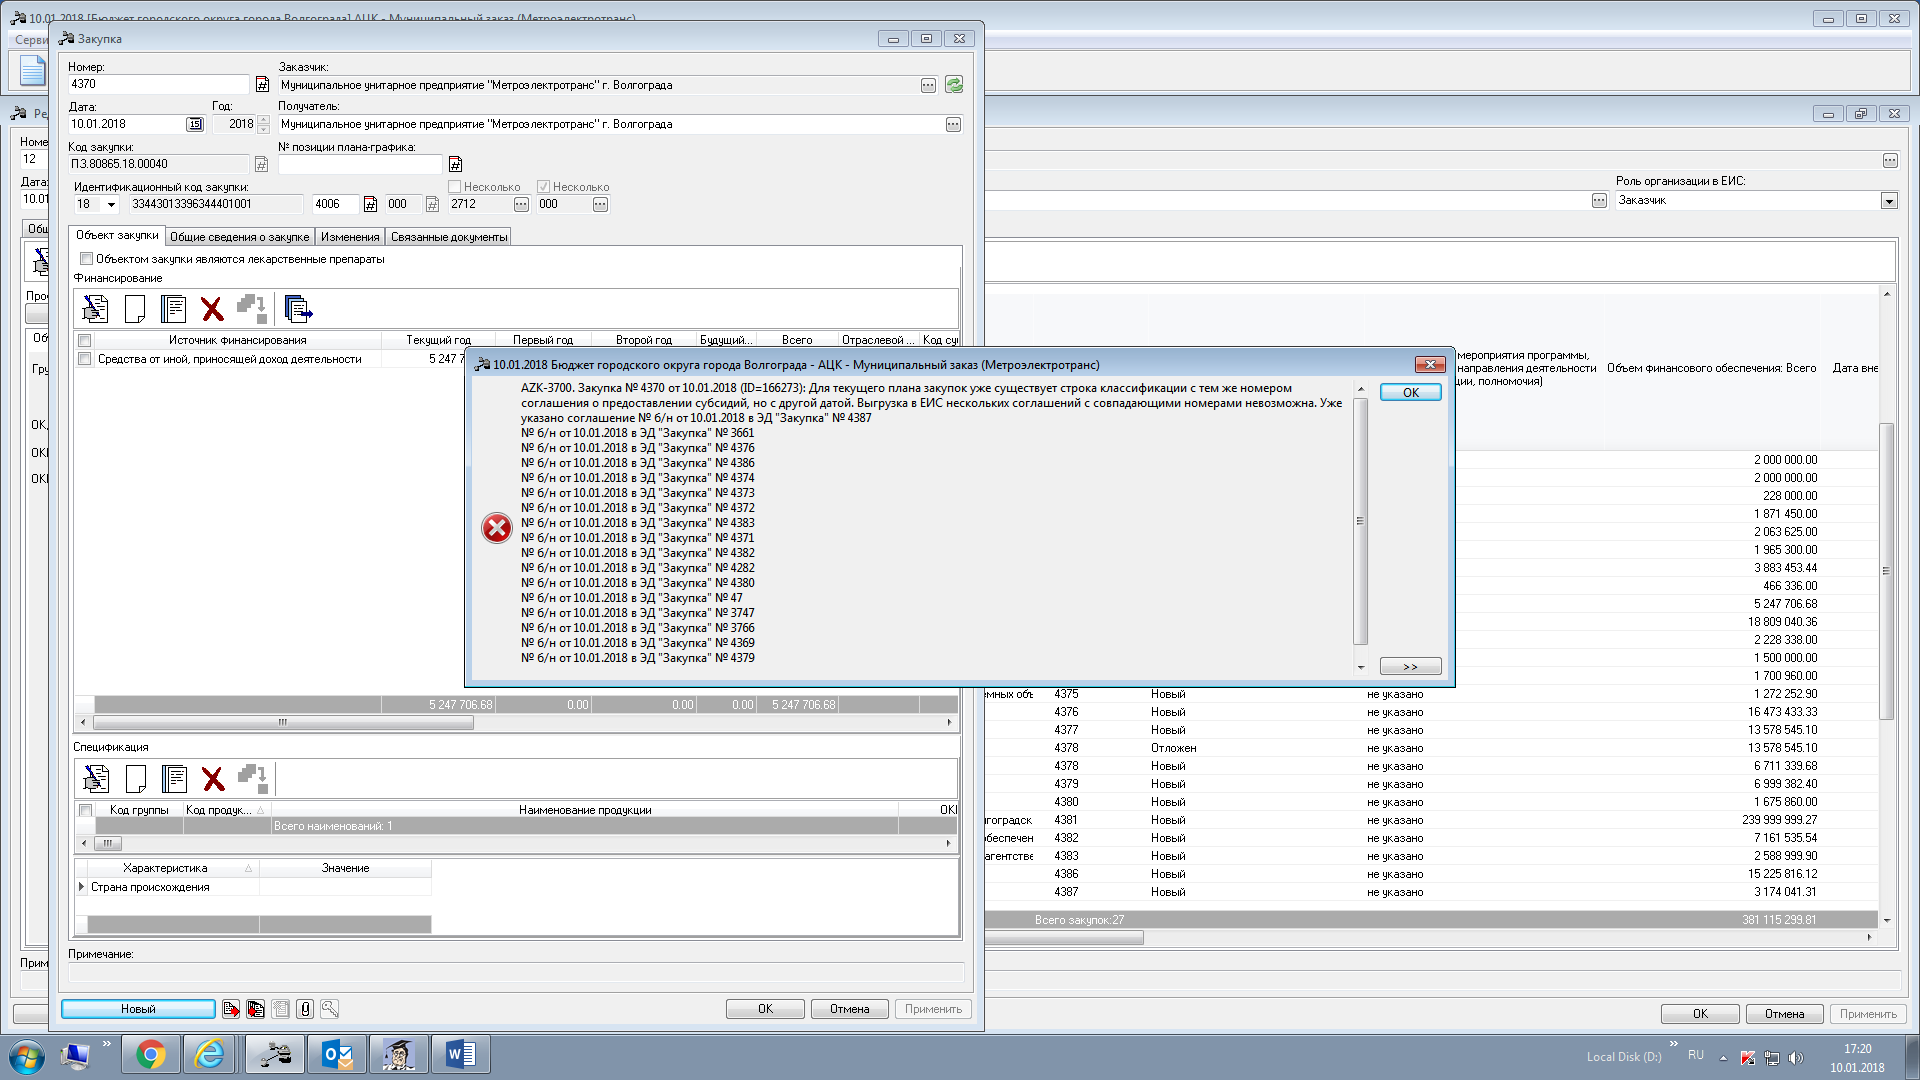 10.01.2018 [Бюджет городского округа города Волгограда] АЦК - Муниципальный заказ (Метроэлектротранс)
Серви
Закупка
Номер:
4370
Заказчик:
Муниципальное унитарное предприятие "Метроэлектротранс" г. Волгограда
Дата:
10.01.2018
15
Год:
2018
Получатель:
Муниципальное унитарное предприятие "Метроэлектротранс" г. Волгограда
Код закупки:
ПЗ.80865.18.00040
№ позиции плана-графика:
Идентификационный код закупки:
Несколько
Несколько
18
33443013396344401001
4006
000
2712
000
Объект закупки
Общие сведения о закупке
Изменения
Связанные документы
Объектом закупки являются лекарственные препараты
Финансирование
Источник финансирования
Текущий год
Первый год
Второй год
Будущий...
Всего
Отраслевой ...
Код су
Средства от иной, приносящей доход деятельности
5 247 7
5 247 706.68
0.00
0.00
0.00
5 247 706.68
Спецификация
Код группы
Код продук...
Наименование продукции
Всего наименований: 1
Характеристика
Значение
Страна происхождения
Примечание:
Новый
OK
Отмена
Применить
Ре
Номе
12
Дата:
10.01
Общ
Гру
ОК,
Прим
Роль организации в ЕИС:
Заказчик
10.01.2018 Бюджет городского округа города Волгограда - АЦК - Муниципальный заказ (Метроэлектротранс)
AZK-3700. Закупка № 4370 от 10.01.2018 (ID=166273): Для текущего плана закупок уже существует строка классификации с тем же номером
соглашения о предоставлении субсидий, но с другой датой. Выгрузка в ЕИС нескольких соглашений с совпадающими номерами невозможна. Уже
указано соглашение № б/н от 10.01.2018 в ЭД "Закупка" № 4387
№ б/н от 10.01.2018 в ЭД "Закупка" № 3661
№ б/н от 10.01.2018 в ЭД "Закупка" № 4376
№ б/н от 10.01.2018 в ЭД "Закупка" № 4386
№ б/н от 10.01.2018 в ЭД "Закупка" № 4374
№ б/н от 10.01.2018 в ЭД "Закупка" № 4373
№ б/н от 10.01.2018 в ЭД "Закупка" № 4372
№ б/н от 10.01.2018 в ЭД "Закупка" № 4383
№ б/н от 10.01.2018 в ЭД "Закупка" № 4371
№ б/н от 10.01.2018 в ЭД "Закупка" № 4382
№ б/н от 10.01.2018 в ЭД "Закупка" № 4282
№ б/н от 10.01.2018 в ЭД "Закупка" № 4380
№ б/н от 10.01.2018 в ЭД "Закупка" № 47
№ б/н от 10.01.2018 в ЭД "Закупка" № 3747
№ б/н от 10.01.2018 в ЭД "Закупка" № 3766
№ б/н от 10.01.2018 в ЭД "Закупка" № 4369
№ б/н от 10.01.2018 в ЭД "Закупка" № 4379
OK
>>
мероприятия программы,
направления деятельности
ции, полномочия)
Объем финансового обеспечения: Всего
Дата вне
2 000 000.00
2 000 000.00
228 000.00
1 871 450.00
2 063 625.00
1 965 300.00
3 883 453.44
466 336.00
5 247 706.68
18 809 040.36
2 228 338.00
1 500 000.00
1 700 960.00
емных объ 4375 Новый не указано 1 272 252.90
4376 Новый не указано 16 473 433.33
4377 Новый не указано 13 578 545.10
4378 Отложен не указано 13 578 545.10
4378 Новый не указано 6 711 339.68
4379 Новый не указано 6 999 382.40
4380 Новый не указано 1 675 860.00
лгоградск 4381 Новый не указано 239 999 999.27
обеспечен 4382 Новый не указано 7 161 535.54
агентстве 4383 Новый не указано 2 588 999.90
4386 Новый не указано 15 225 816.12
4387 Новый не указано 3 174 041.31
Всего закупок:27
381 115 299.81
OK
Отмена
Применить
Local Disk (D:)
RU
17:20
10.01.2018